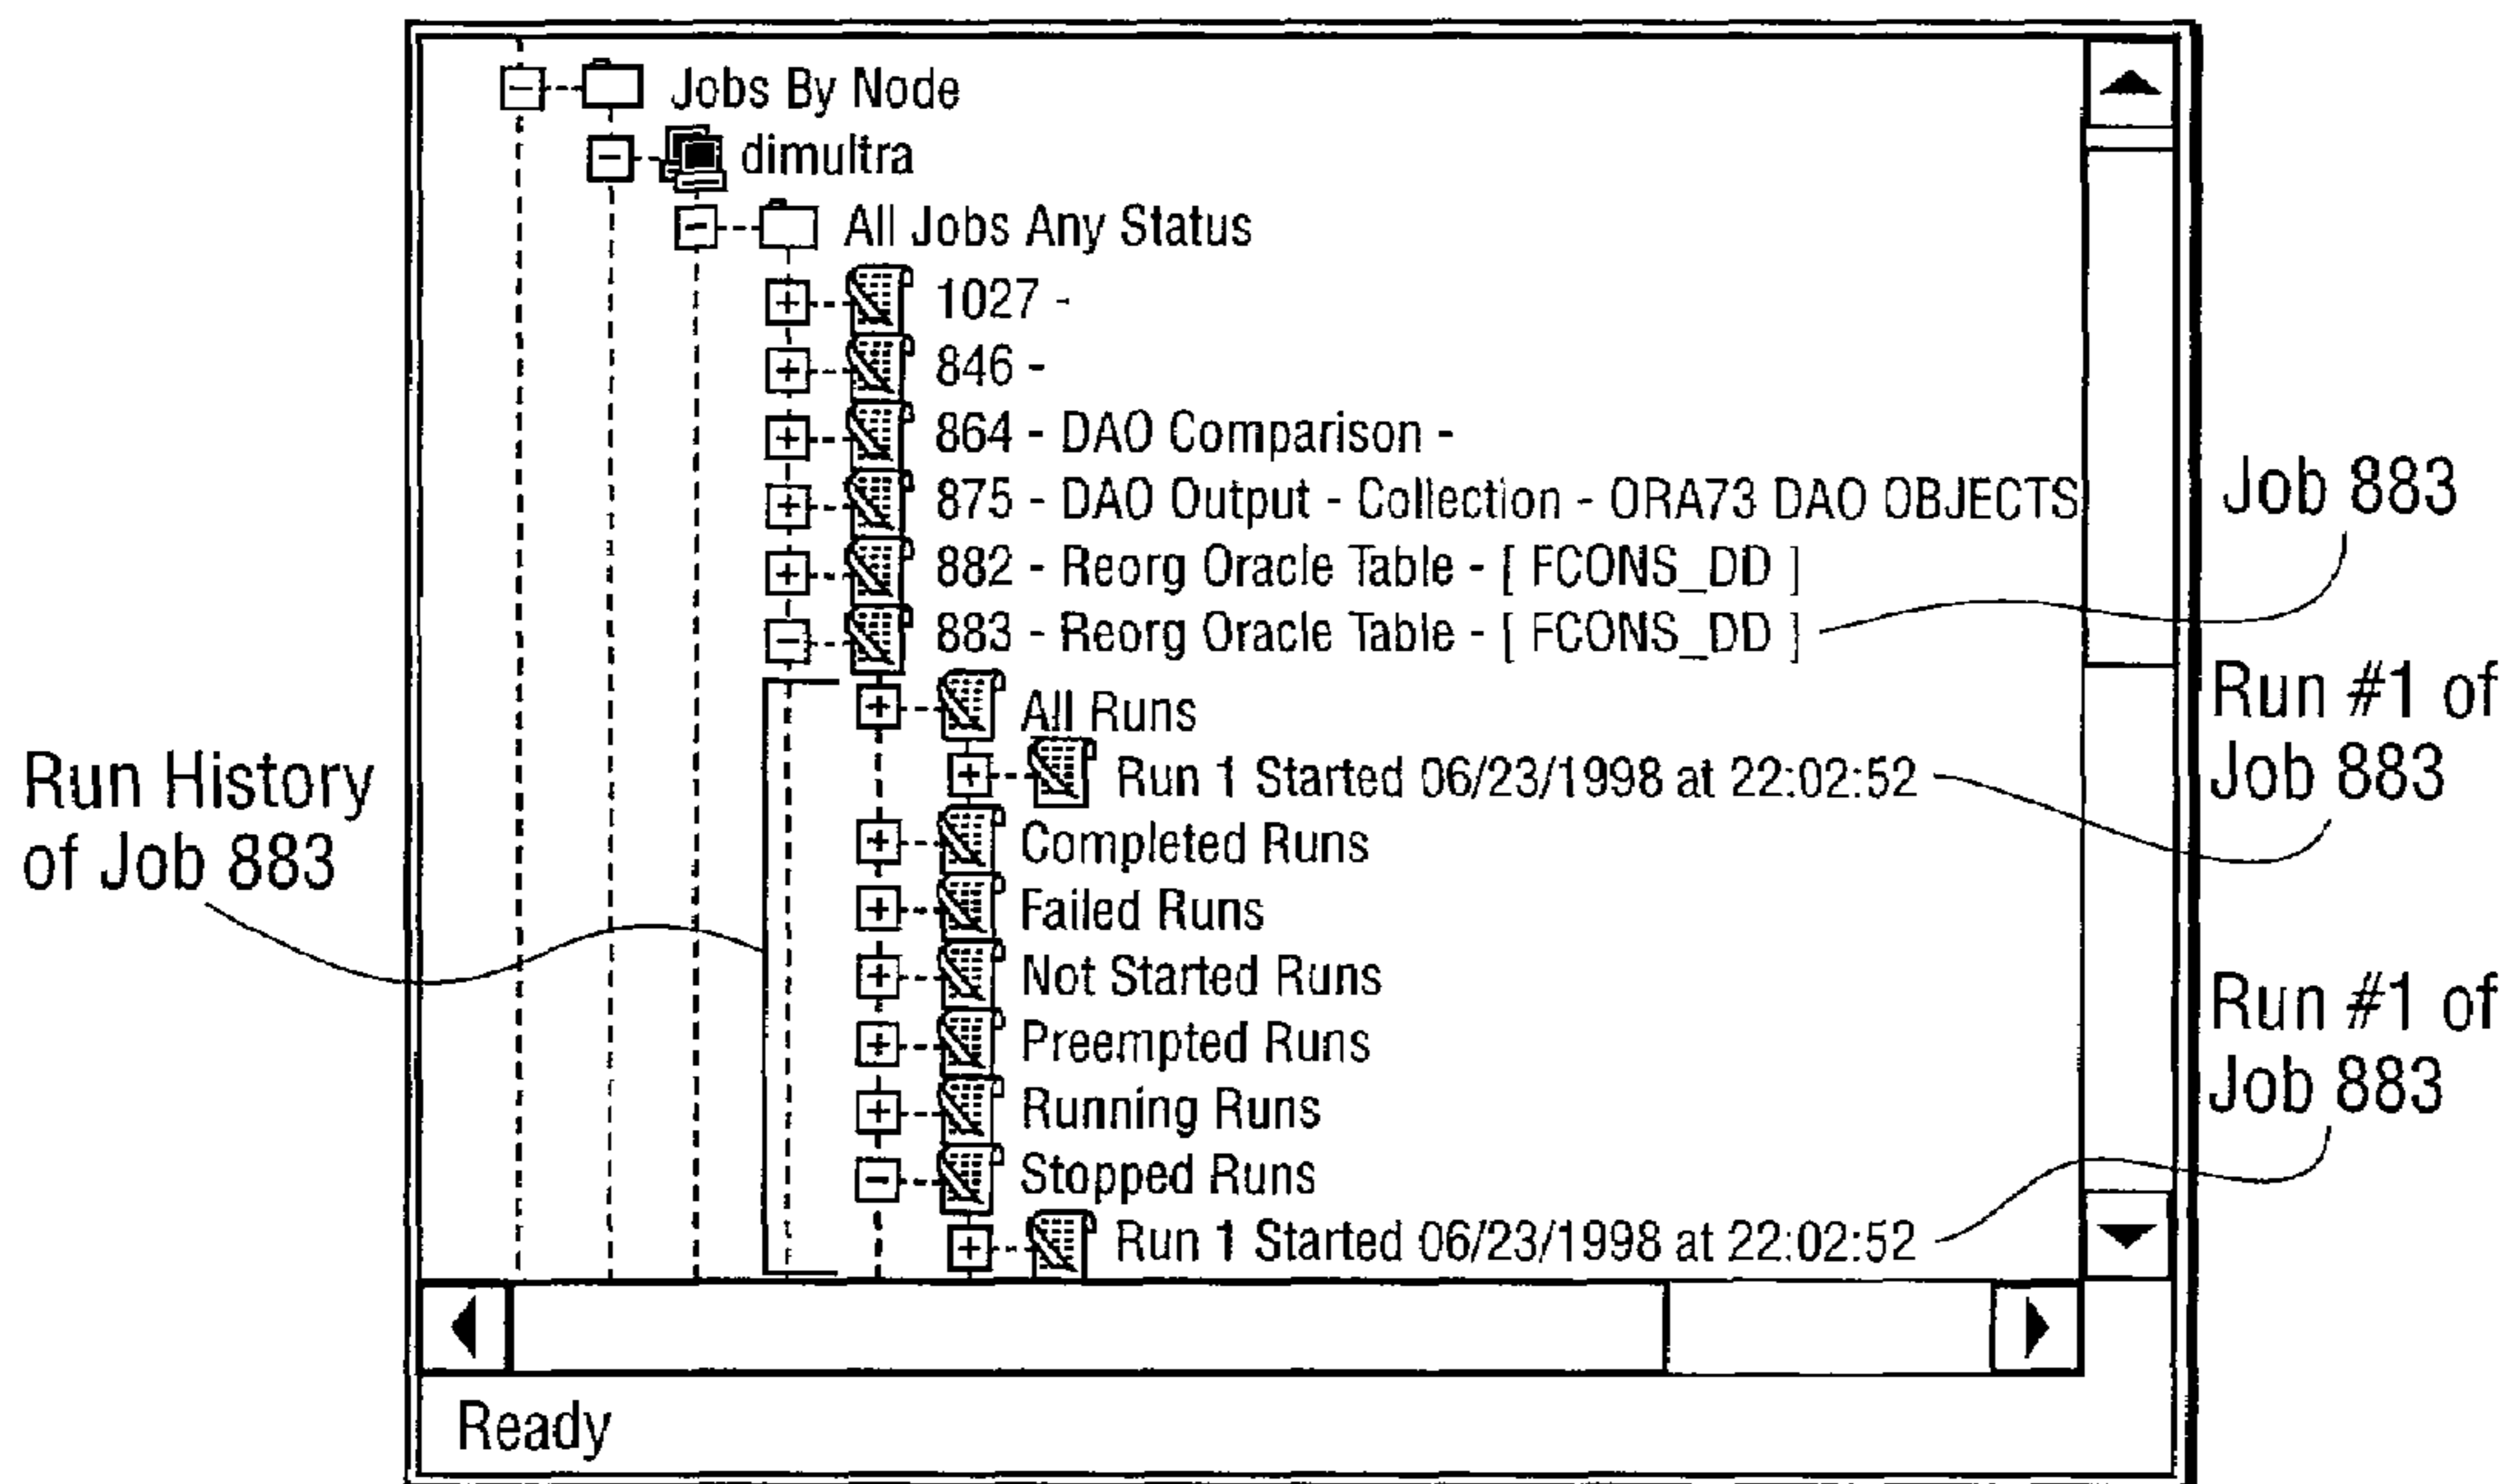 Jobs By Node
dimultra
All Jobs Any Status
1027 -
846 -
864 - DAO Comparison -
875 - DAO Output - Collection - ORA73 DAO OBJECTS
882 - Reorg Oracle Table - [ FCONS_DD ]
883 - Reorg Oracle Table - [ FCONS_DD ]
All Runs
Run 1 Started 06/23/1998 at 22:02:52
Completed Runs
Failed Runs
Not Started Runs
Preempted Runs
Running Runs
Stopped Runs
Run 1 Started 06/23/1998 at 22:02:52
Ready
Run History
of Job 883
Job 883
Run #1 of
Job 883
Run #1 of
Job 883